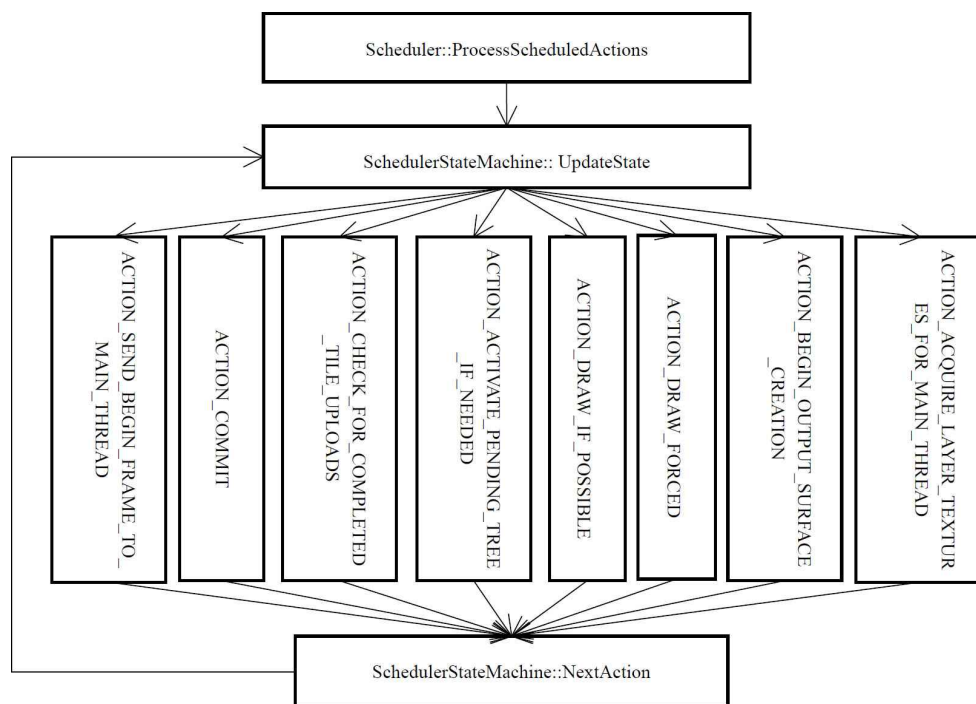 Scheduler::ProcessScheduledActions
SchedulerStateMachine:: UpdateState
ACTION_SEND_BEGIN_FRAME_TO_
MAIN_THREAD
ACTION_COMMIT
ACTION_CHECK_FOR_COMPLETED
_TILE_UPLOADS
ACTION_ACTIVATE_PENDING_TREE
_IF_NEEDED
ACTION_DRAW_IF_POSSIBLE
ACTION_DRAW_FORCED
ACTION_BEGIN_OUTPUT_SURFACE
_CREATION
ACTION_ACQUIRE_LAYER_TEXTUR
ES_FOR_MAIN_THREAD
SchedulerStateMachine::NextAction